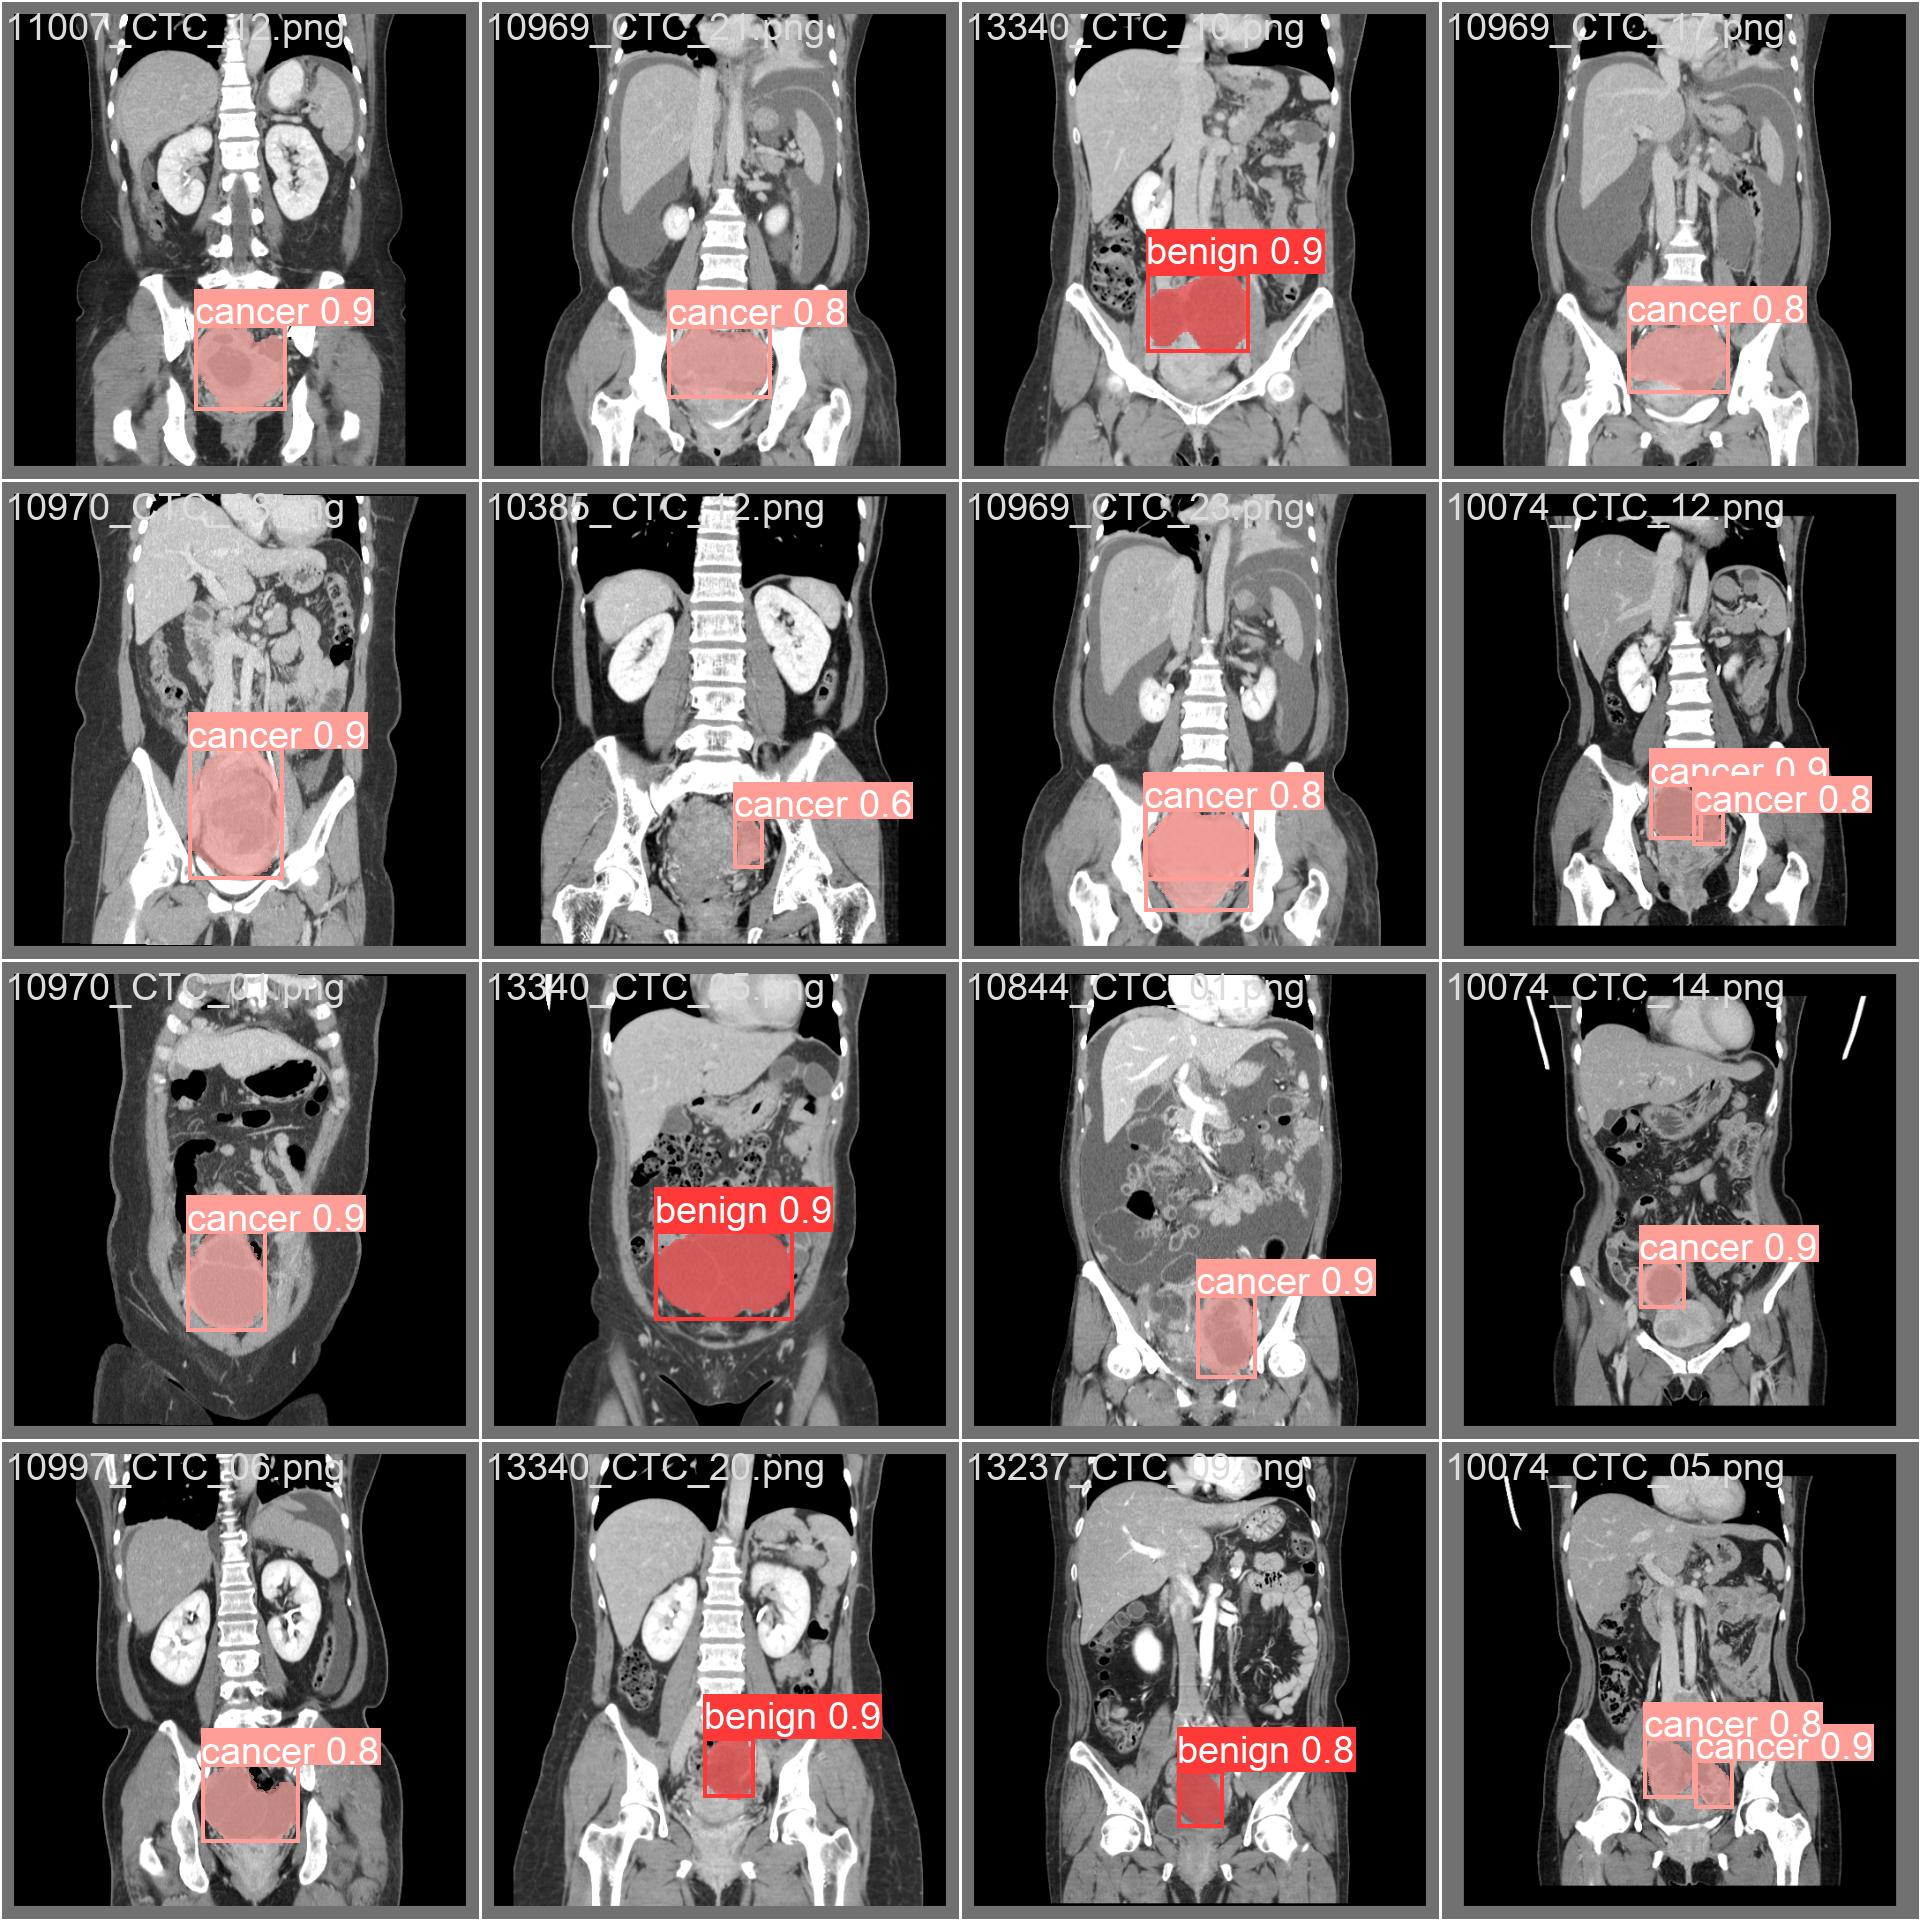 11007_CTC_12.png
cancer 0.9
10969_CTC_21.png
cancer 0.8
13340_CTC_10.png
benign 0.9
10969_CTC_17.png
cancer 0.8
10970_CTC_
cancer 0.9
10385_CTC_12.png
cancer 0.6
10969_CTC_23.png
cancer 0.8
10074_CTC_12.png
cancer 0.9
cancer 0.8
10970_CTC_01.png
cancer 0.9
13340_CTC_05.png
benign 0.9
10844_CTC_01.png
cancer 0.9
10074_CTC_14.png
cancer 0.9
10997_CTC_06.png
cancer 0.8
13340_CTC_20.png
benign 0.9
13237_CTC_09.png
benign 0.8
10074_CTC_05.png
cancer 0.8
cancer 0.9